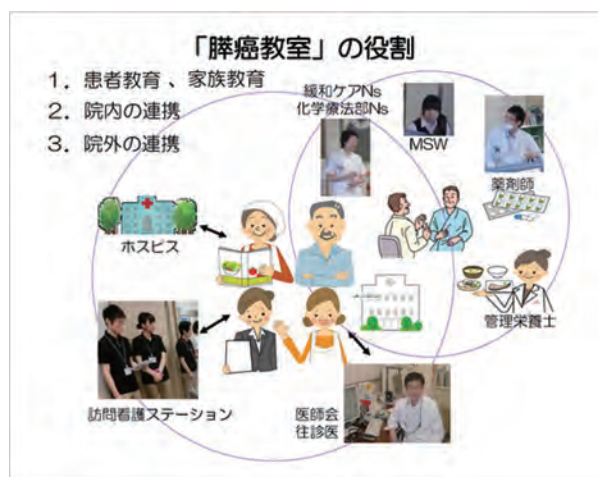 「膵癌教室」の役割
1．患者教育 、家族教育
2．院内の連携
3．院外の連携
緩和ケアNs
化学療法部Ns
MSW
薬剤師
ホスピス
管理栄養士
訪問看護ステーション
医師会
往診医